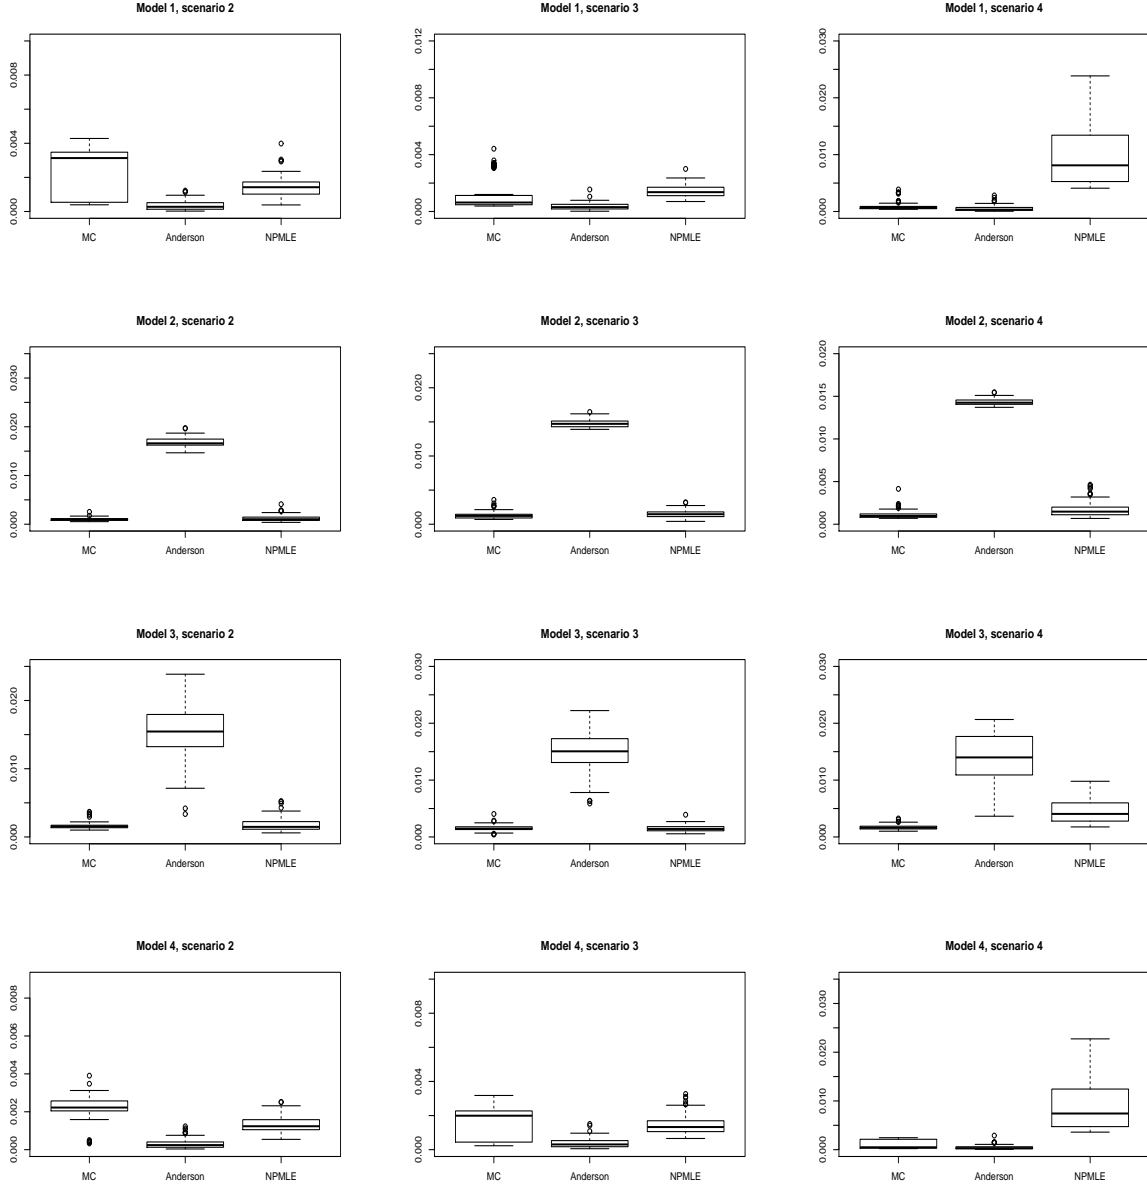 Model 1, scenario 2
Model 1, scenario 3
Model 1, scenario 4
0.000 0.004 0.008
0.000 0.004 0.008 0.012
0.000 0.010 0.020 0.030
MC Anderson NPMLE
MC Anderson NPMLE
MC Anderson NPMLE
Model 2, scenario 2
Model 2, scenario 3
Model 2, scenario 4
0.000 0.010 0.020 0.030
0.000 0.010 0.020
0.000 0.005 0.010 0.015 0.020
MC Anderson NPMLE
MC Anderson NPMLE
MC Anderson NPMLE
Model 3, scenario 2
Model 3, scenario 3
Model 3, scenario 4
0.000 0.010 0.020
0.000 0.010 0.020 0.030
0.000 0.010 0.020 0.030
MC Anderson NPMLE
MC Anderson NPMLE
MC Anderson NPMLE
Model 4, scenario 2
Model 4, scenario 3
Model 4, scenario 4
0.000 0.002 0.004 0.006 0.008
0.000 0.004 0.008
0.000 0.010 0.020 0.030
MC Anderson NPMLE
MC Anderson NPMLE
MC Anderson NPMLE